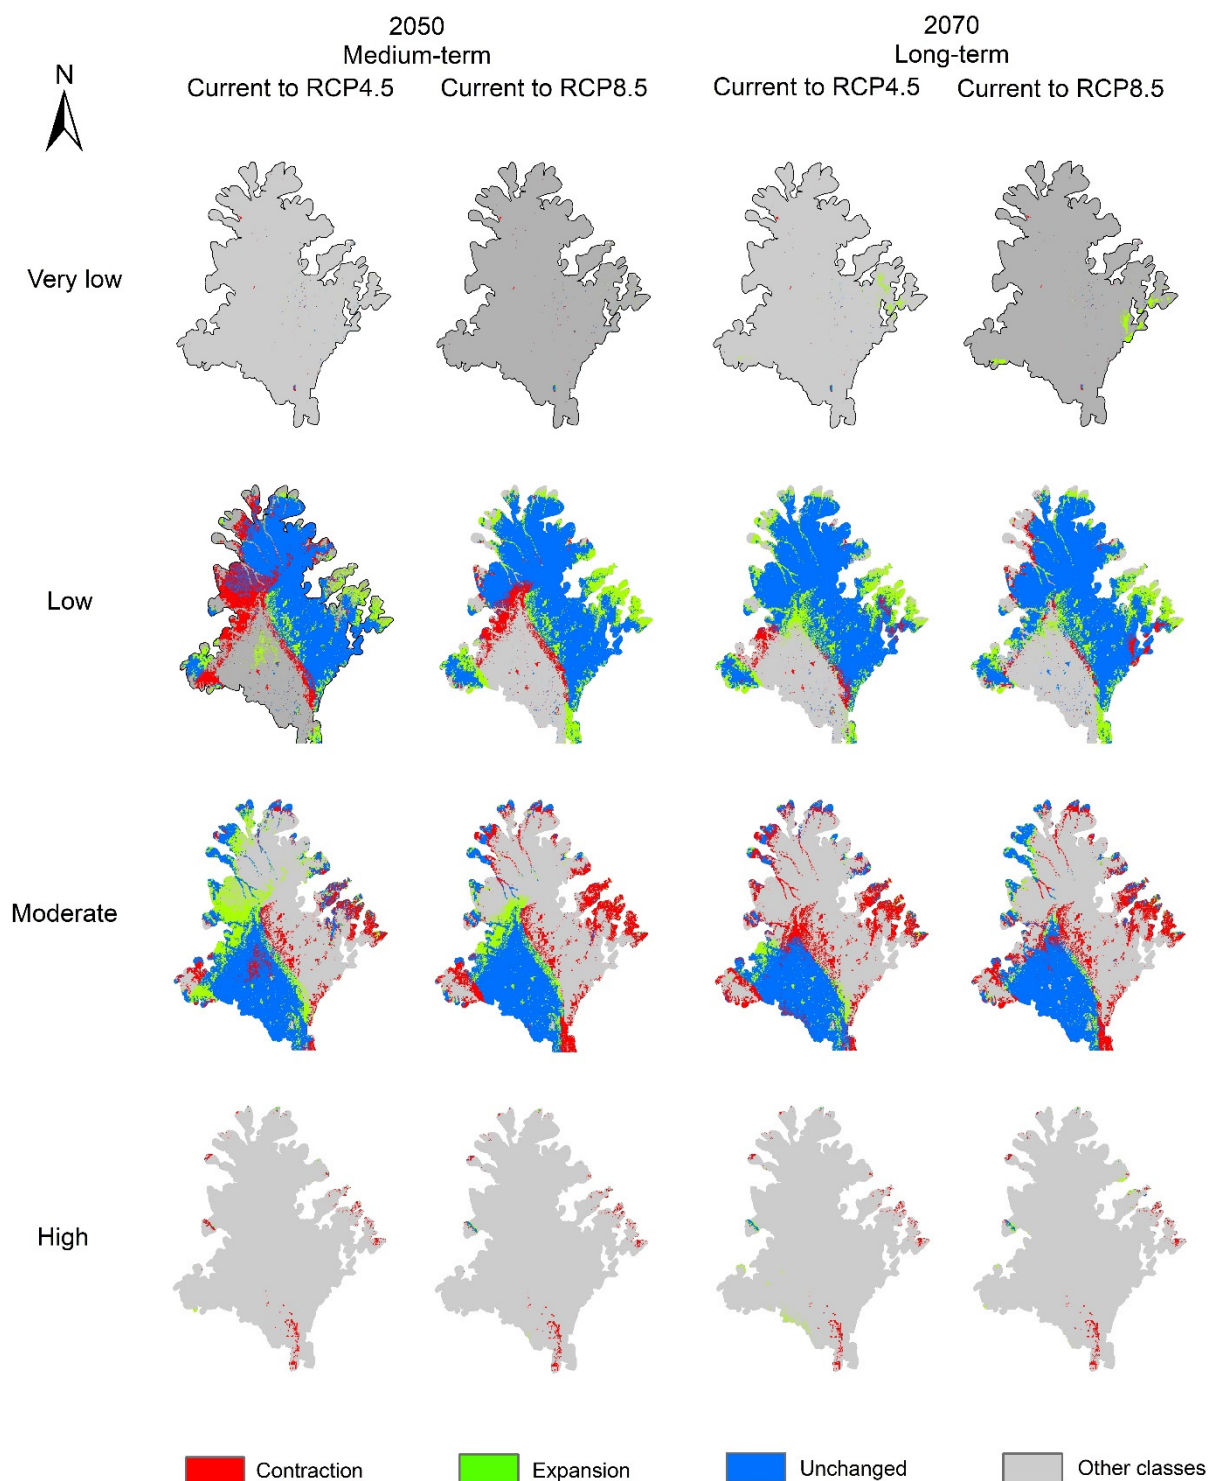 2050
Medium-term
2070
Long-term
N
Current to RCP4.5
Current to RCP8.5
Current to RCP4.5
Current to RCP8.5
Very low
Low
Moderate
High
Contraction
Expansion
Unchanged
Other classes